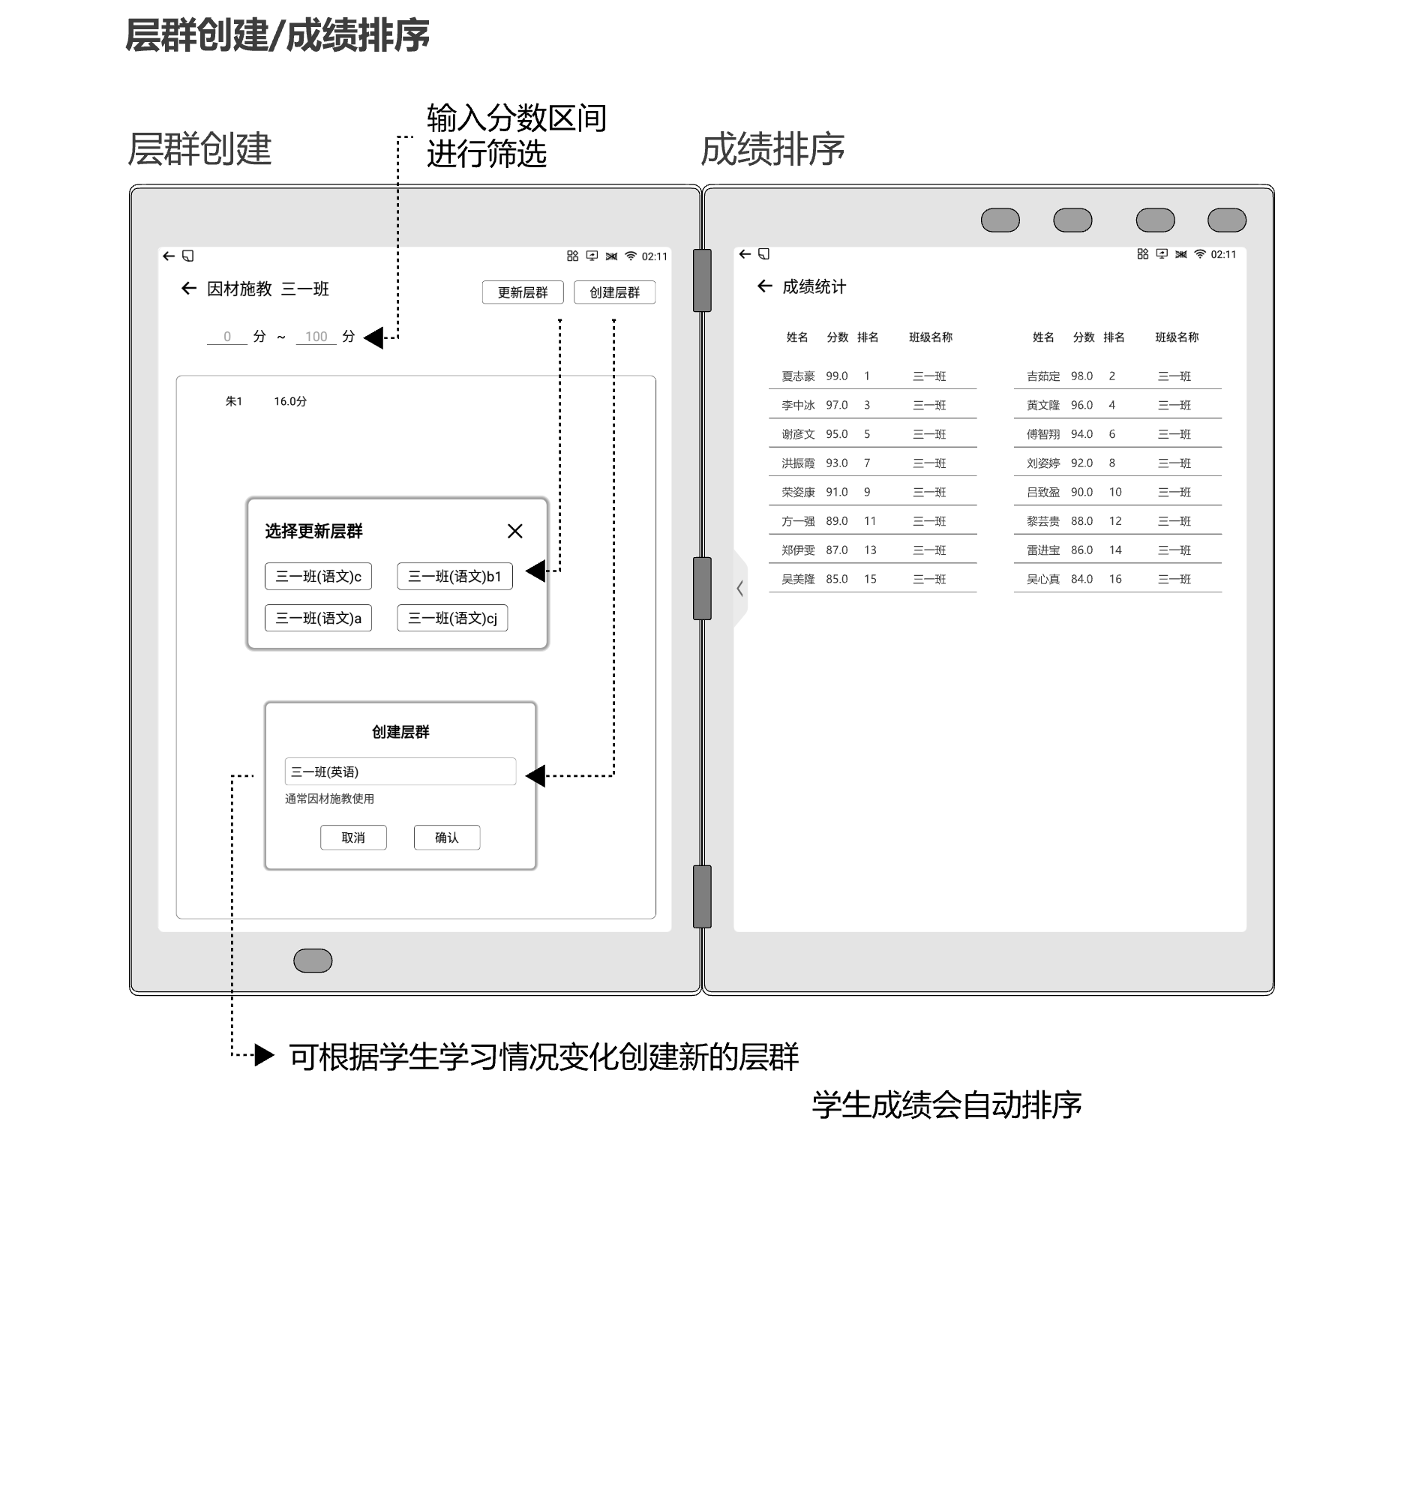 层群创建/成绩排序
输入分数区间
进行筛选
层群创建
成绩排序
02:11
因材施教 三一班
更新层群 创建层群
0 分 ~ 100 分
朱1 16.0分
选择更新层群
三一班(语文)c 三一班(语文)b1
三一班(语文)a 三一班(语文)cj
创建层群
三一班(英语)
通常因材施教使用
取消 确认
02:11
成绩统计
姓名 分数 排名 班级名称 姓名 分数 排名 班级名称
夏志豪 99.0 1 三一班 吉茹定 98.0 2 三一班
李中冰 97.0 3 三一班 黄文隆 96.0 4 三一班
谢彦文 95.0 5 三一班 傅智翔 94.0 6 三一班
洪振霞 93.0 7 三一班 刘姿婷 92.0 8 三一班
荣姿康 91.0 9 三一班 吕致盈 90.0 10 三一班
方一强 89.0 11 三一班 黎芸贵 88.0 12 三一班
郑伊雯 87.0 13 三一班 雷进宝 86.0 14 三一班
吴美隆 85.0 15 三一班 吴心真 84.0 16 三一班
可根据学生学习情况变化创建新的层群
学生成绩会自动排序